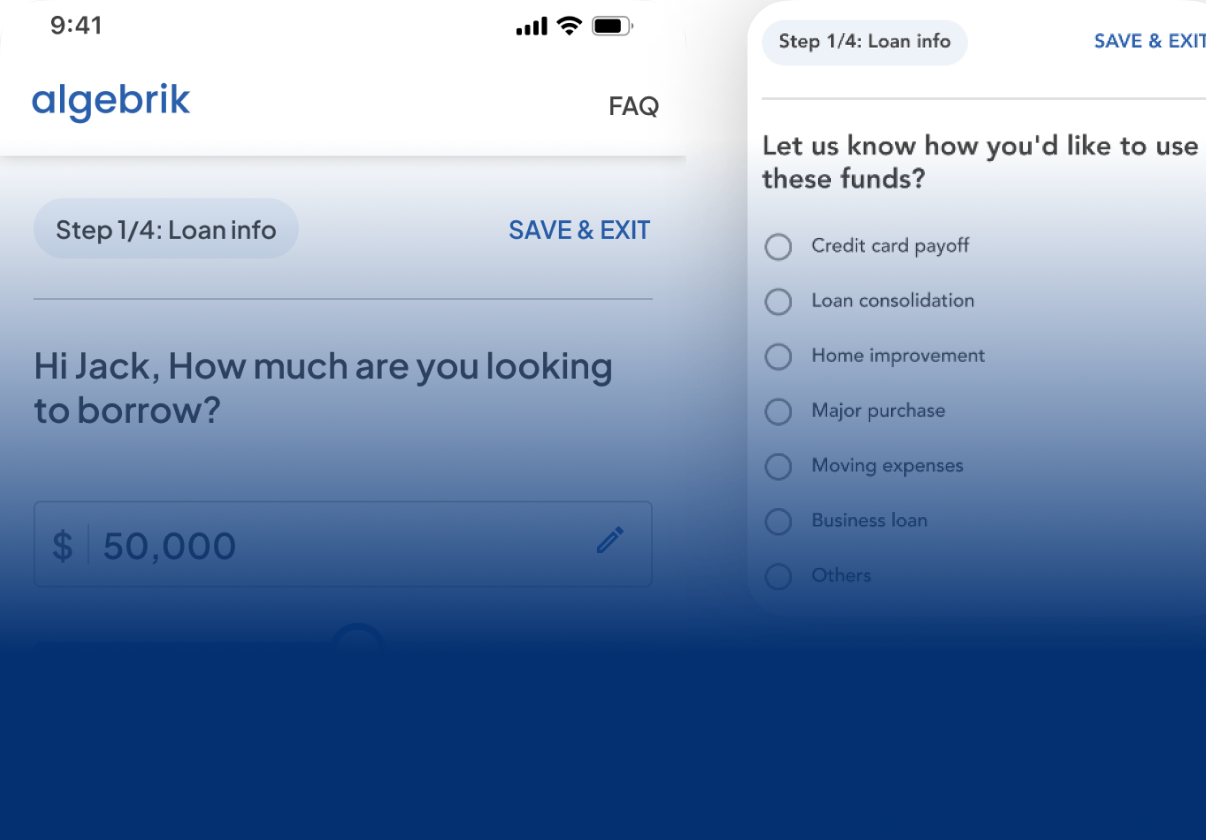 9:41
algebrik
FAQ
Step 1/4: Loan info
SAVE & EXIT
Hi Jack, How much are you looking
to borrow?
$ 50,000
Step 1/4: Loan info
SAVE & EXIT
Let us know how you'd like to use
these funds?
Credit card payoff
Loan consolidation
Home improvement
Major purchase
Moving expenses
Business loan
Others